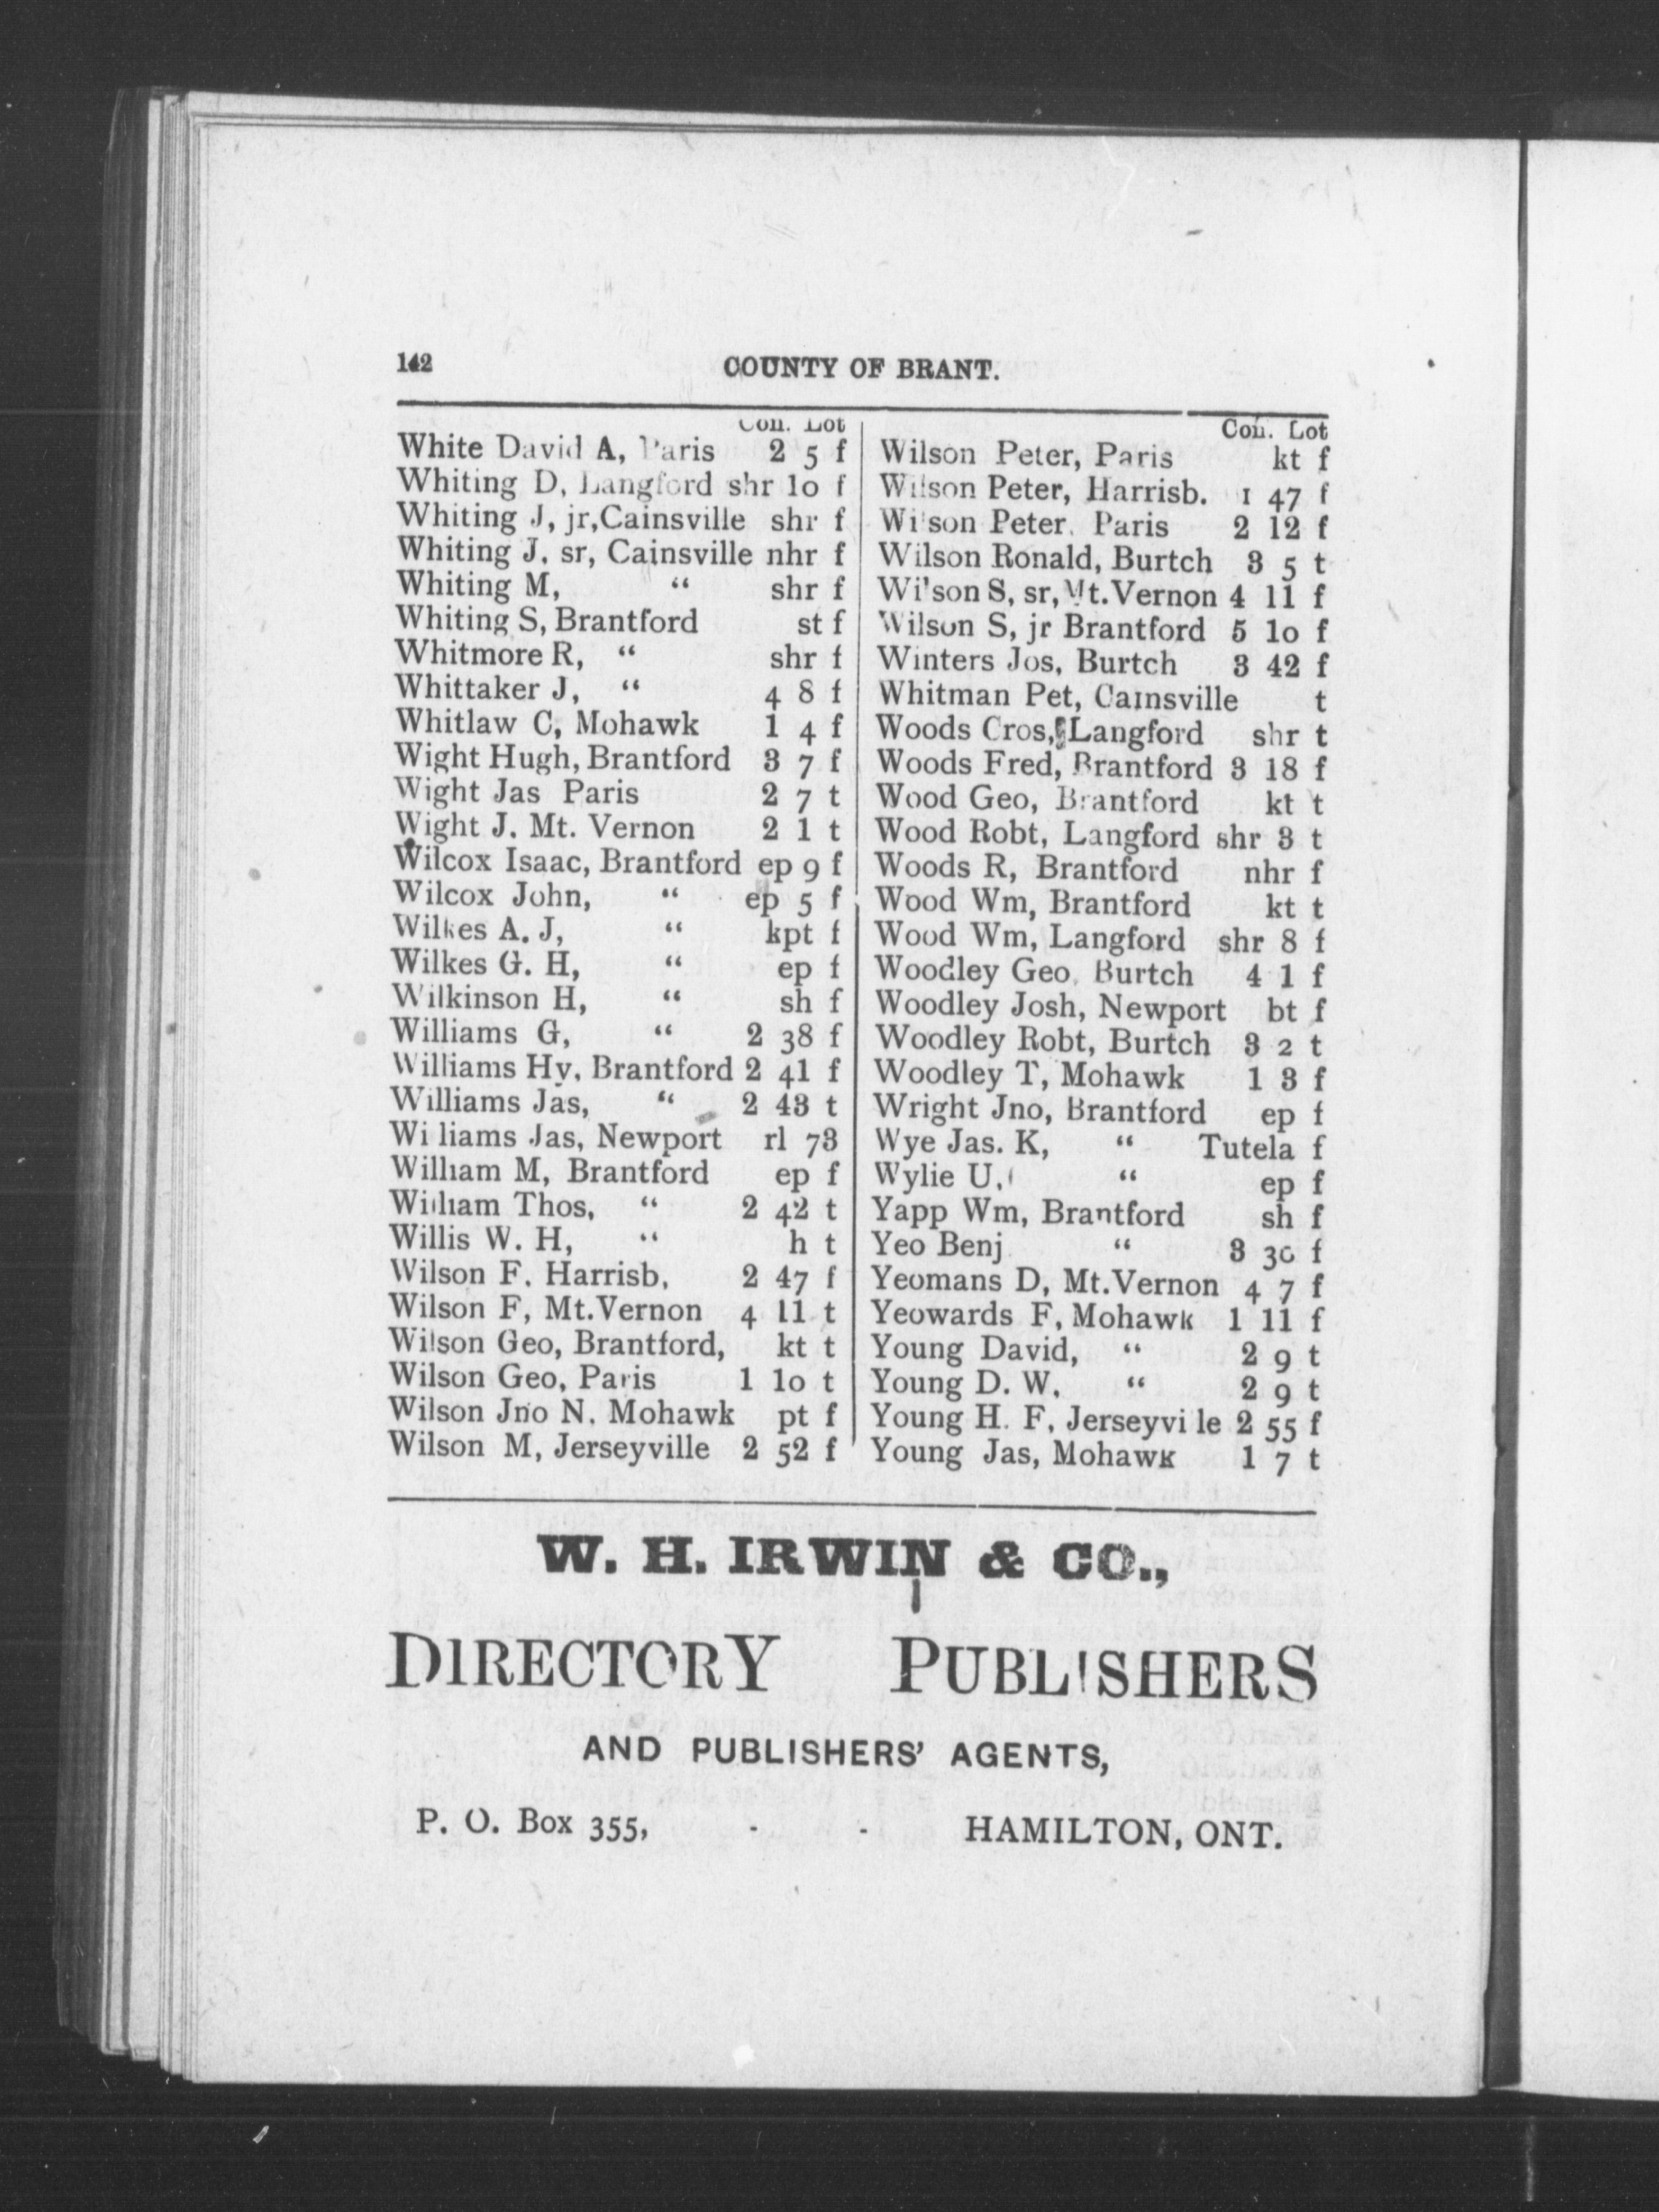 142
COUNTY OF BRANT.
Con. Lot
White David A, Paris 2 5 f
Whiting D, Langford shr 10 f
Whiting J, jr, Cainsville shr f
Whiting J, sr, Cainsville nhr f
Whiting M, “ shr f
Whiting S, Brantford st f
Whitmore R, “ shr f
Whittaker J, “ 4 8 f
Whitlaw C, Mohawk 1 4 f
Wight Hugh, Brantford 3 7 f
Wight Jas Paris 2 7 t
Wight J. Mt. Vernon 2 1 t
Wilcox Isaac, Brantford ep 9 f
Wilcox John, “ ep 5 f
Wilkes A. J, “ kpt f
Wilkes G. H, “ ep f
Wilkinson H, “ sh f
Williams G, “ 2 38 f
Williams Hy, Brantford 2 41 f
Williams Jas, “ 2 43 t
Wi liams Jas, Newport rl 73
William M, Brantford ep f
William Thos, “ 2 42 t
Willis W. H, “ h t
Wilson F. Harrisb, 2 47 f
Wilson F, Mt. Vernon 4 11 t
Wilson Geo, Brantford, kt t
Wilson Geo, Paris 1 10 t
Wilson Jno N. Mohawk pt f
Wilson M, Jerseyville 2 52 f
Con. Lot
Wilson Peter, Paris kt f
Wilson Peter, Harrisb. 1 47 f
Wilson Peter, Paris 2 12 f
Wilson Ronald, Burtch 3 5 t
Wilson S, sr, Mt. Vernon 4 11 f
Wilson S, jr Brantford 5 10 f
Winters Jos, Burtch 3 42 f
Whitman Pet, Cainsville t
Woods Cros, Langford shr t
Woods Fred, Brantford 3 18 f
Wood Geo, Brantford kt t
Wood Robt, Langford shr 3 t
Woods R, Brantford nhr f
Wood Wm, Brantford kt t
Wood Wm, Langford shr 8 f
Woodley Geo, Burtch 4 1 f
Woodley Josh, Newport bt f
Woodley Robt, Burtch 3 2 t
Woodley T, Mohawk 1 3 f
Wright Jno, Brantford ep f
Wye Jas. K, “ Tutela f
Wylie U, “ ep f
Yapp Wm, Brantford sh f
Yeo Benj “ 3 30 f
Yeomans D, Mt. Vernon 4 7 f
Yeowards F, Mohawk 1 11 f
Young David, “ 2 9 t
Young D. W, “ 2 9 t
Young H. F, Jerseyvi le 2 55 f
Young Jas, Mohawk 1 7 t
W. H. IRWIN & CO.,
DIRECTORY PUBLISHERS
AND PUBLISHERS’ AGENTS,
P. O. Box 355, - - HAMILTON, ONT.